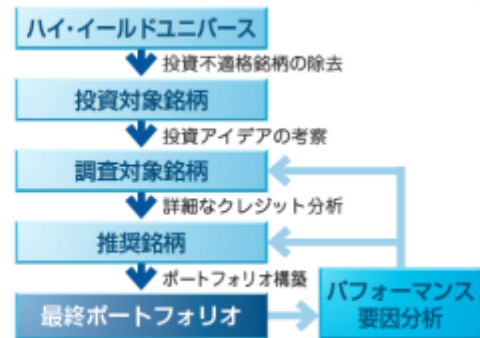 ハイ・イールドユニバース
投資不適格銘柄の除去
投資対象銘柄
投資アイデアの考察
調査対象銘柄
詳細なクレジット分析
推奨銘柄
ポートフォリオ構築
最終ポートフォリオ
パフォーマンス
要因分析